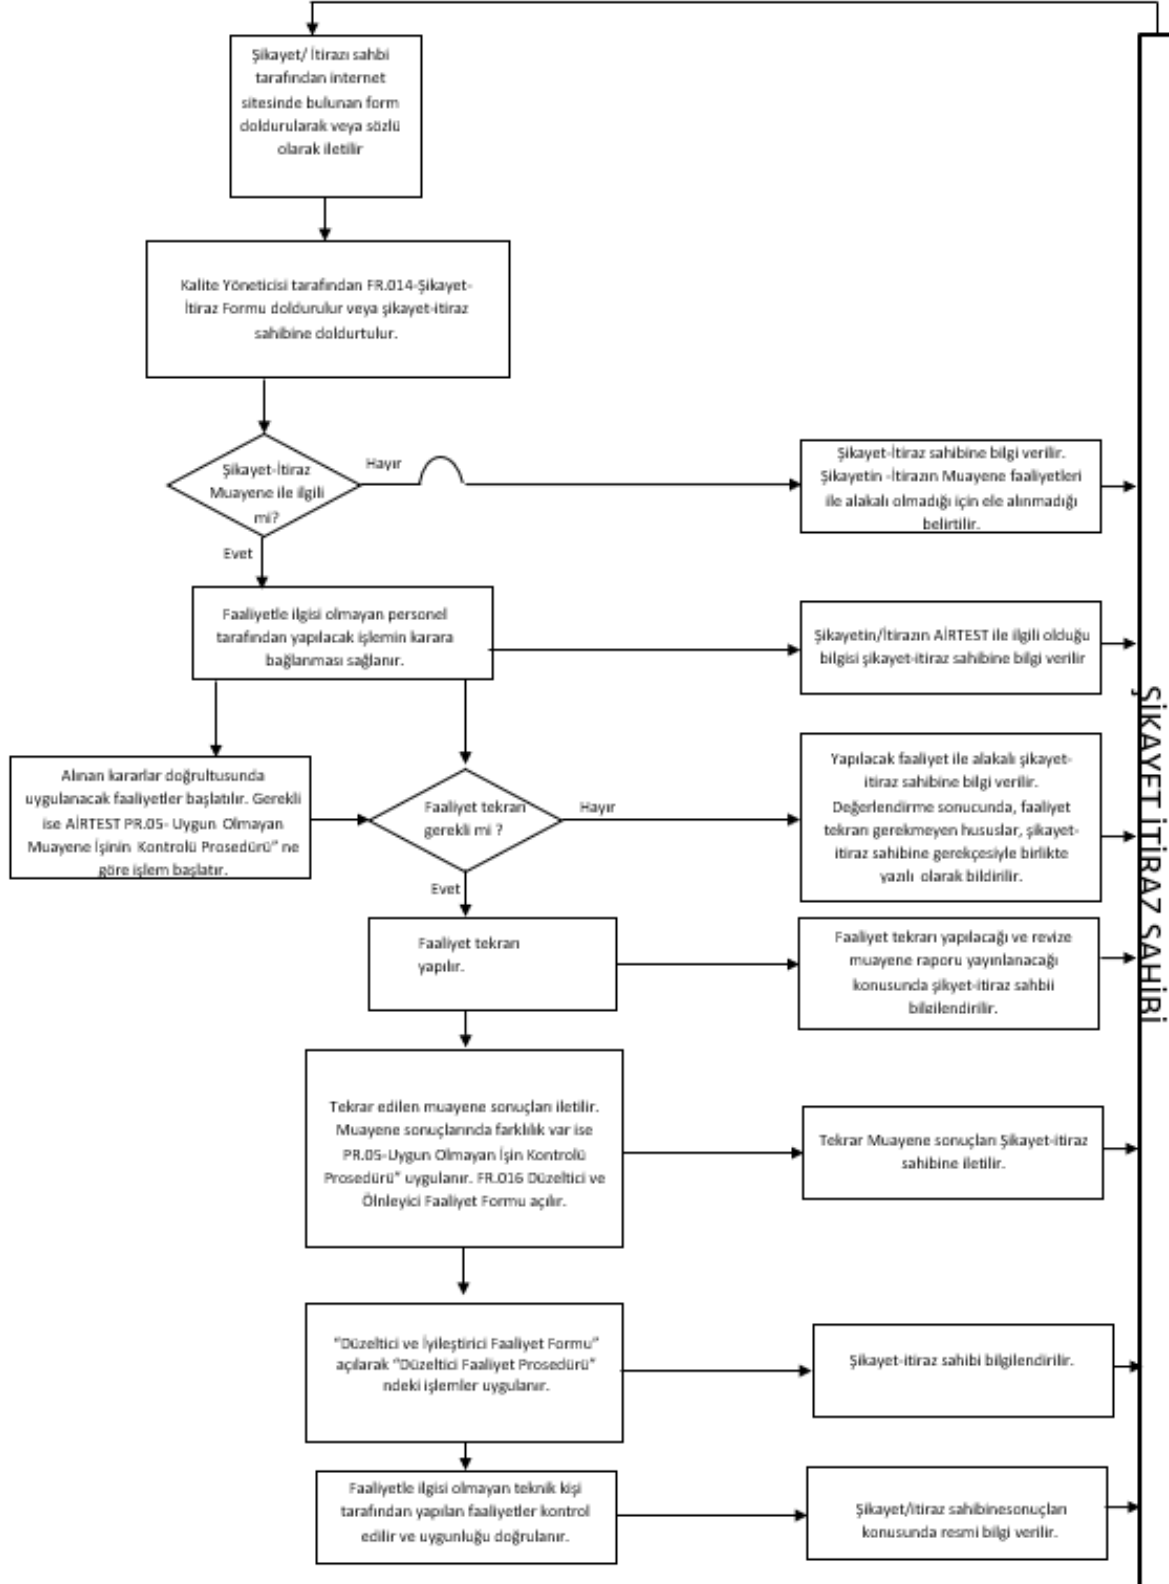 Şikayet/ İtirazı sahbi
tarafından internet
sitesinde bulunan form
doldurularak veya sözlü
olarak iletilir
Kalite Yöneticisi tarafından FR.014-Şikayet-
İtiraz Formu doldurulur veya şikayet-itiraz
sahibine doldurtulur.
Şikayet-İtiraz
Muayene ile ilgili
mi?
Hayır
Şikayet-İtiraz sahibine bilgi verilir.
Şikayetin -İtirazın Muayene faaliyetleri
ile alakalı olmadığı için ele alınmadığı
belirtilir.
Evet
Faaliyetle ilgisi olmayan personel
tarafından yapılacak işlemin karara
bağlanması sağlanır.
Şikayetin/İtirazın AİRTEST ile ilgili olduğu
bilgisi şikayet-itiraz sahibine bilgi verilir
Alınan kararlar doğrultusunda
uygulanacak faaliyetler başlatılır. Gerekli
ise AİRTEST PR.05- Uygun Olmayan
Muayene İşinin Kontrolü Prosedürü" ne
göre işlem başlatır.
Faaliyet tekrarı
gerekli mi ?
Hayır
Yapılacak faaliyet ile alakalı şikayet-
itiraz sahibine bilgi verilir.
Değerlendirme sonucunda, faaliyet
tekrarı gerekmeyen hususlar, şikayet-
itiraz sahibine gerekçesiyle birlikte
yazılı olarak bildirilir.
Evet
Faaliyet tekrarı
yapılır.
Faaliyet tekrarı yapılacağı ve revize
muayene raporu yayınlanacağı
konusunda şikyet-itiraz sahbii
bilgilendirilir.
Tekrar edilen muayene sonuçları iletilir.
Muayene sonuçlarında farklılık var ise
PR.05-Uygun Olmayan İşin Kontrolü
Prosedürü" uygulanır. FR.016 Düzeltici ve
Ölnleyici Faaliyet Formu açılır.
Tekrar Muayene sonuçları Şikayet-itiraz
sahibine iletilir.
"Düzeltici ve İyileştirici Faaliyet Formu"
açılarak "Düzeltici Faaliyet Prosedürü"
ndeki işlemler uygulanır.
Şikayet-itiraz sahibi bilgilendirilir.
Faaliyetle ilgisi olmayan teknik kişi
tarafından yapılan faaliyetler kontrol
edilir ve uygunluğu doğrulanır.
Şikayet/itiraz sahibinesonuçları
konusunda resmi bilgi verilir.
ŞİKAYET İTİRAZ SAHİBİ